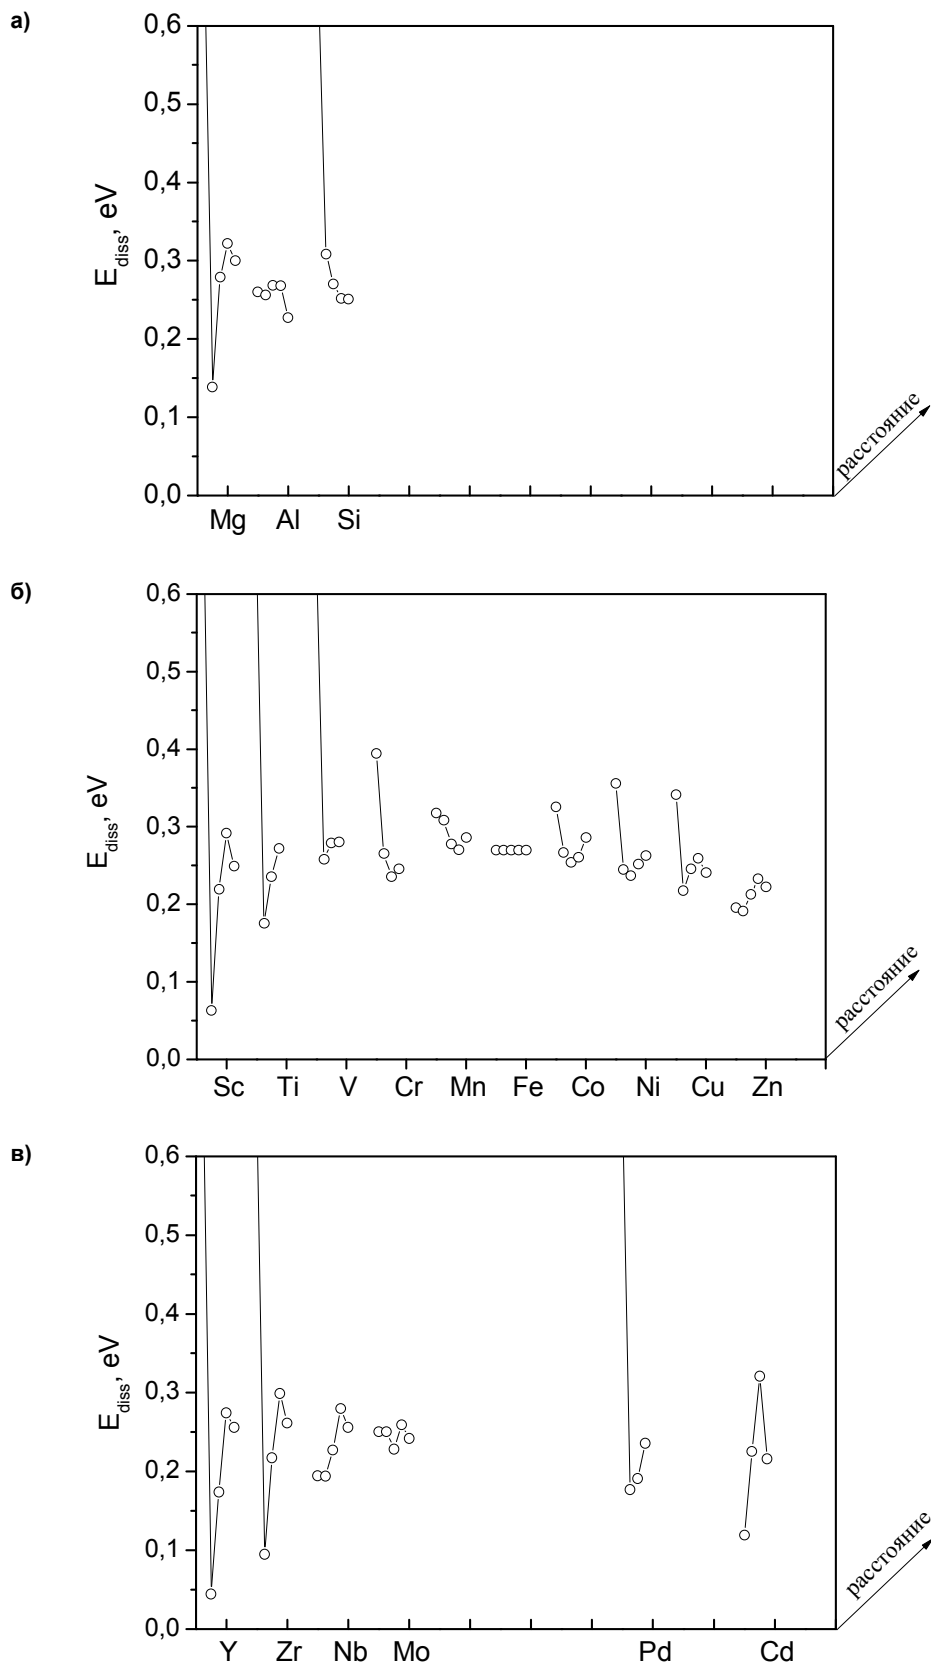 а)
0,6
0,5
0,4
0,3
0,2
0,1
0,0
E_diss, eV
Mg Al Si
расстояние
б)
0,6
0,5
0,4
0,3
0,2
0,1
0,0
E_diss, eV
Sc Ti V Cr Mn Fe Co Ni Cu Zn
расстояние
в)
0,6
0,5
0,4
0,3
0,2
0,1
0,0
E_diss, eV
Y Zr Nb Mo Pd Cd
расстояние